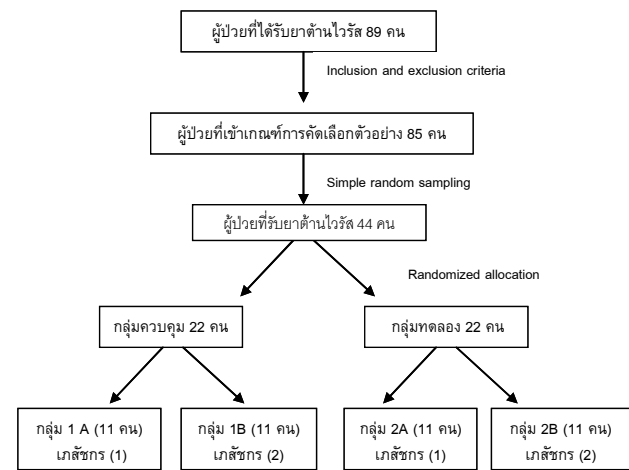 ผู้ป่วยที่ได้รับยาต้านไวรัส 89 คน
Inclusion and exclusion criteria
ผู้ป่วยที่เข้าเกณฑ์การคัดเลือกตัวอย่าง 85 คน
Simple random sampling
ผู้ป่วยที่รับยาต้านไวรัส 44 คน
Randomized allocation
กลุ่มควบคุม 22 คน
กลุ่มทดลอง 22 คน
กลุ่ม 1 A (11 คน)
เภสัชกร (1)
กลุ่ม 1B (11 คน)
เภสัชกร (2)
กลุ่ม 2A (11 คน)
เภสัชกร (1)
กลุ่ม 2B (11 คน)
เภสัชกร (2)